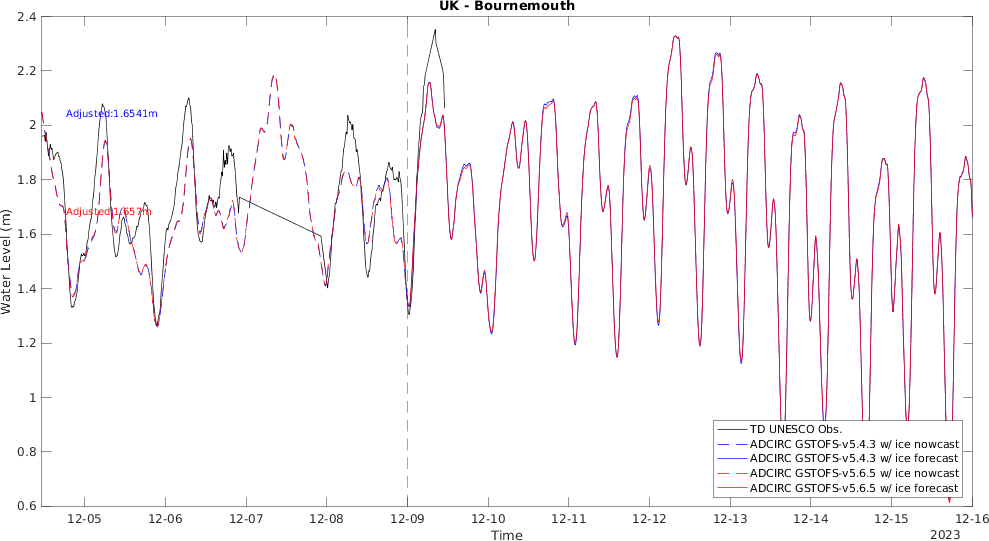 UK - Bournemouth
2.4
2.2
2
1.8
1.6
1.4
1.2
1
0.8
0.6
Water Level (m)
Adjusted:1.6541m
Adjusted:1.657m
TD UNESCO Obs.
ADCIRC GSTOFS-v5.4.3 w/ ice nowcast
ADCIRC GSTOFS-v5.4.3 w/ ice forecast
ADCIRC GSTOFS-v5.6.5 w/ ice nowcast
ADCIRC GSTOFS-v5.6.5 w/ ice forecast
12-05 12-06 12-07 12-08 12-09 12-10 12-11 12-12 12-13 12-14 12-15 12-16
Time
2023